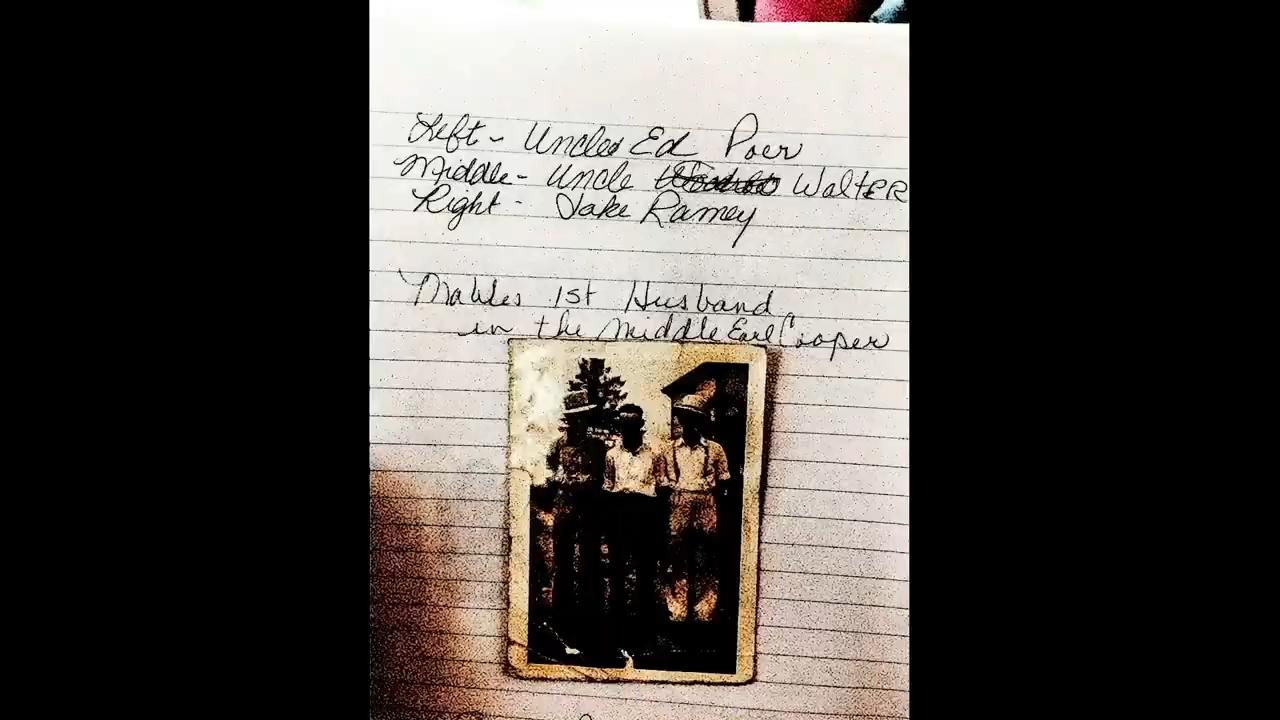 Left - Uncle Ed Poer
Middle - Uncle WalTER
Right - Jake Ramey
Mables 1st Husband
in the middle Earl Cooper